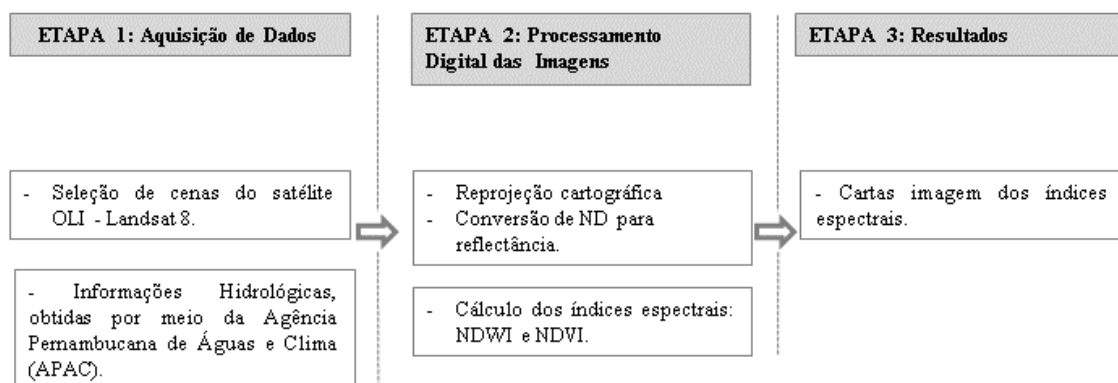 ETAPA 1: Aquisição de Dados
- Seleção de cenas do satélite
OLI - Landsat 8.
- Informações Hidrológicas,
obtidas por meio da Agência
Pernambucana de Águas e Clima
(APAC).
ETAPA 2: Processamento
Digital das Imagens
- Reprojeção cartográfica
- Conversão de ND para
reflectância.
- Cálculo dos índices espectrais:
NDWI e NDVI.
ETAPA 3: Resultados
- Cartas imagem dos índices
espectrais.